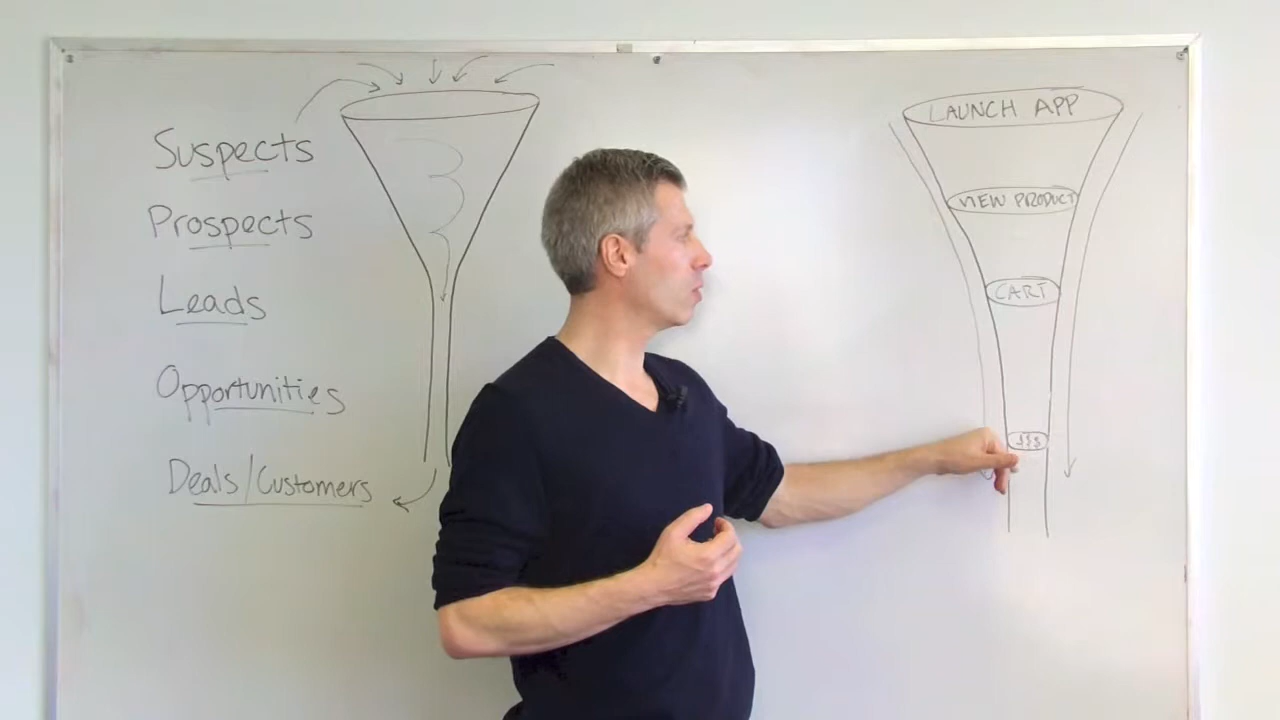 Suspects
Prospects
Leads
Opportunities
Deals/Customers
LAUNCH APP
VIEW PRODUCT
CART
$$$